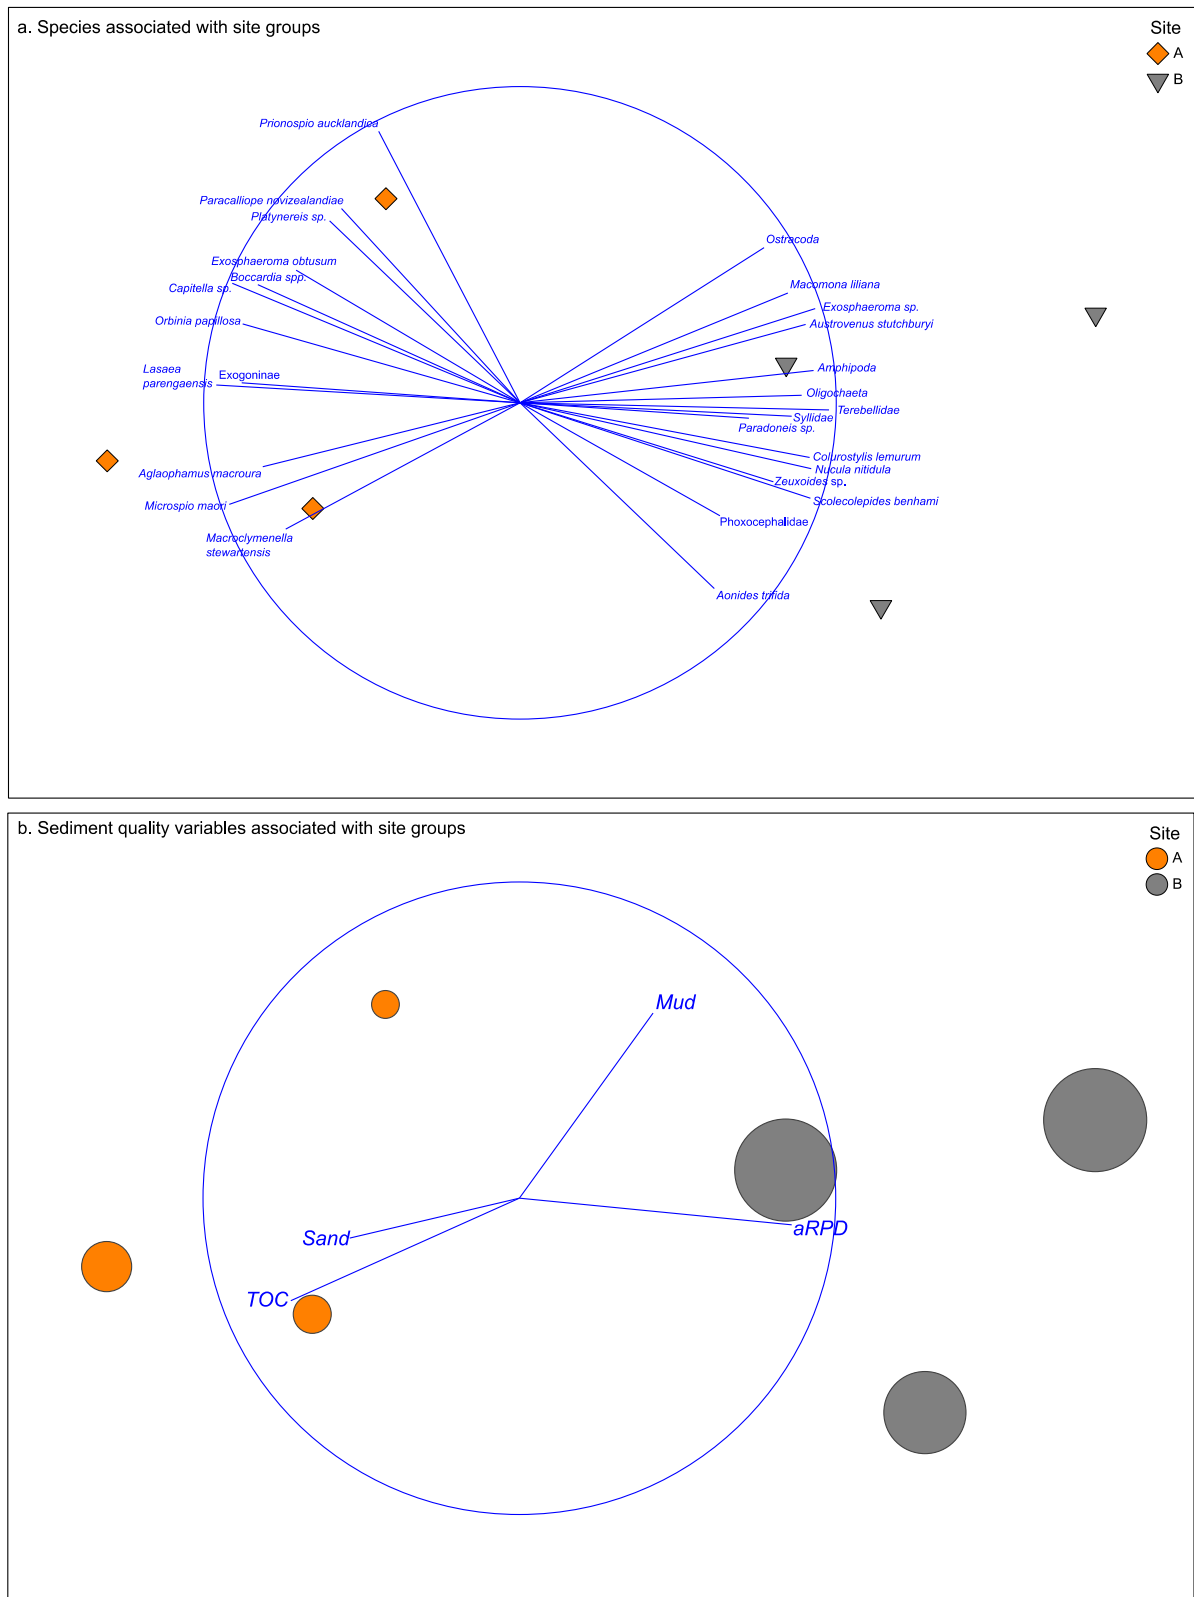 a. Species associated with site groups
Site
A
B
Prionospio aucklandica
Paracalliope novizealandiae
Platynereis sp.
Ostracoda
Exosphaeroma obtusum
Boccardia spp.
Capitella sp.
Macomona liliana
Exosphaeroma sp.
Orbinia papillosa
Austrovenus stutchburyi
Lasaea
parengaensis
Exogoninae
Amphipoda
Oligochaeta
Terebellidae
Syllidae
Paradoneis sp.
Colurostylis lemurum
Aglaophamus macroura
Nucula nitidula
Zeuxoides sp.
Microspio maori
Scolecolepides benhami
Phoxocephalidae
Macroclymenella
stewartensis
Aonides trifida
b. Sediment quality variables associated with site groups
Site
A
B
Mud
aRPD
Sand
TOC